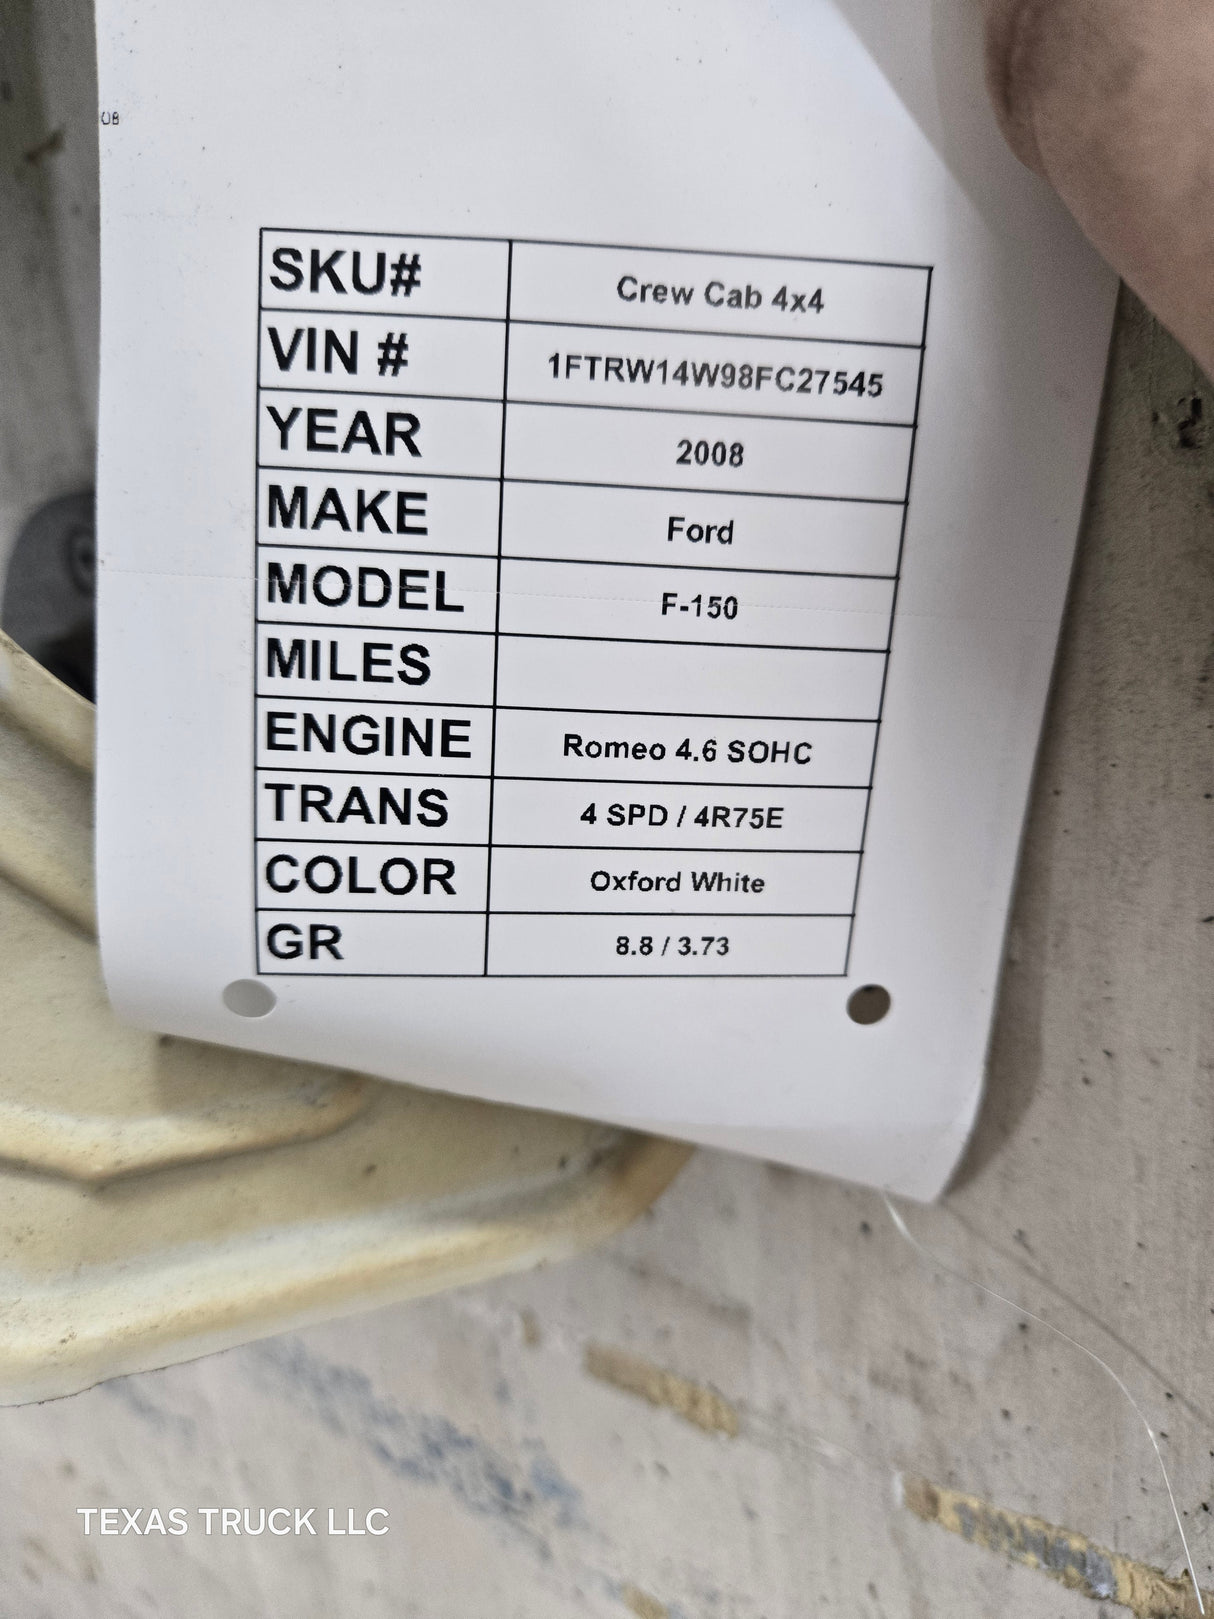 08
SKU# Crew Cab 4x4
VIN # 1FTRW14W98FC27545
YEAR 2008
MAKE Ford
MODEL F-150
MILES
ENGINE Romeo 4.6 SOHC
TRANS 4 SPD / 4R75E
COLOR Oxford White
GR 8.8 / 3.73
TEXAS TRUCK LLC